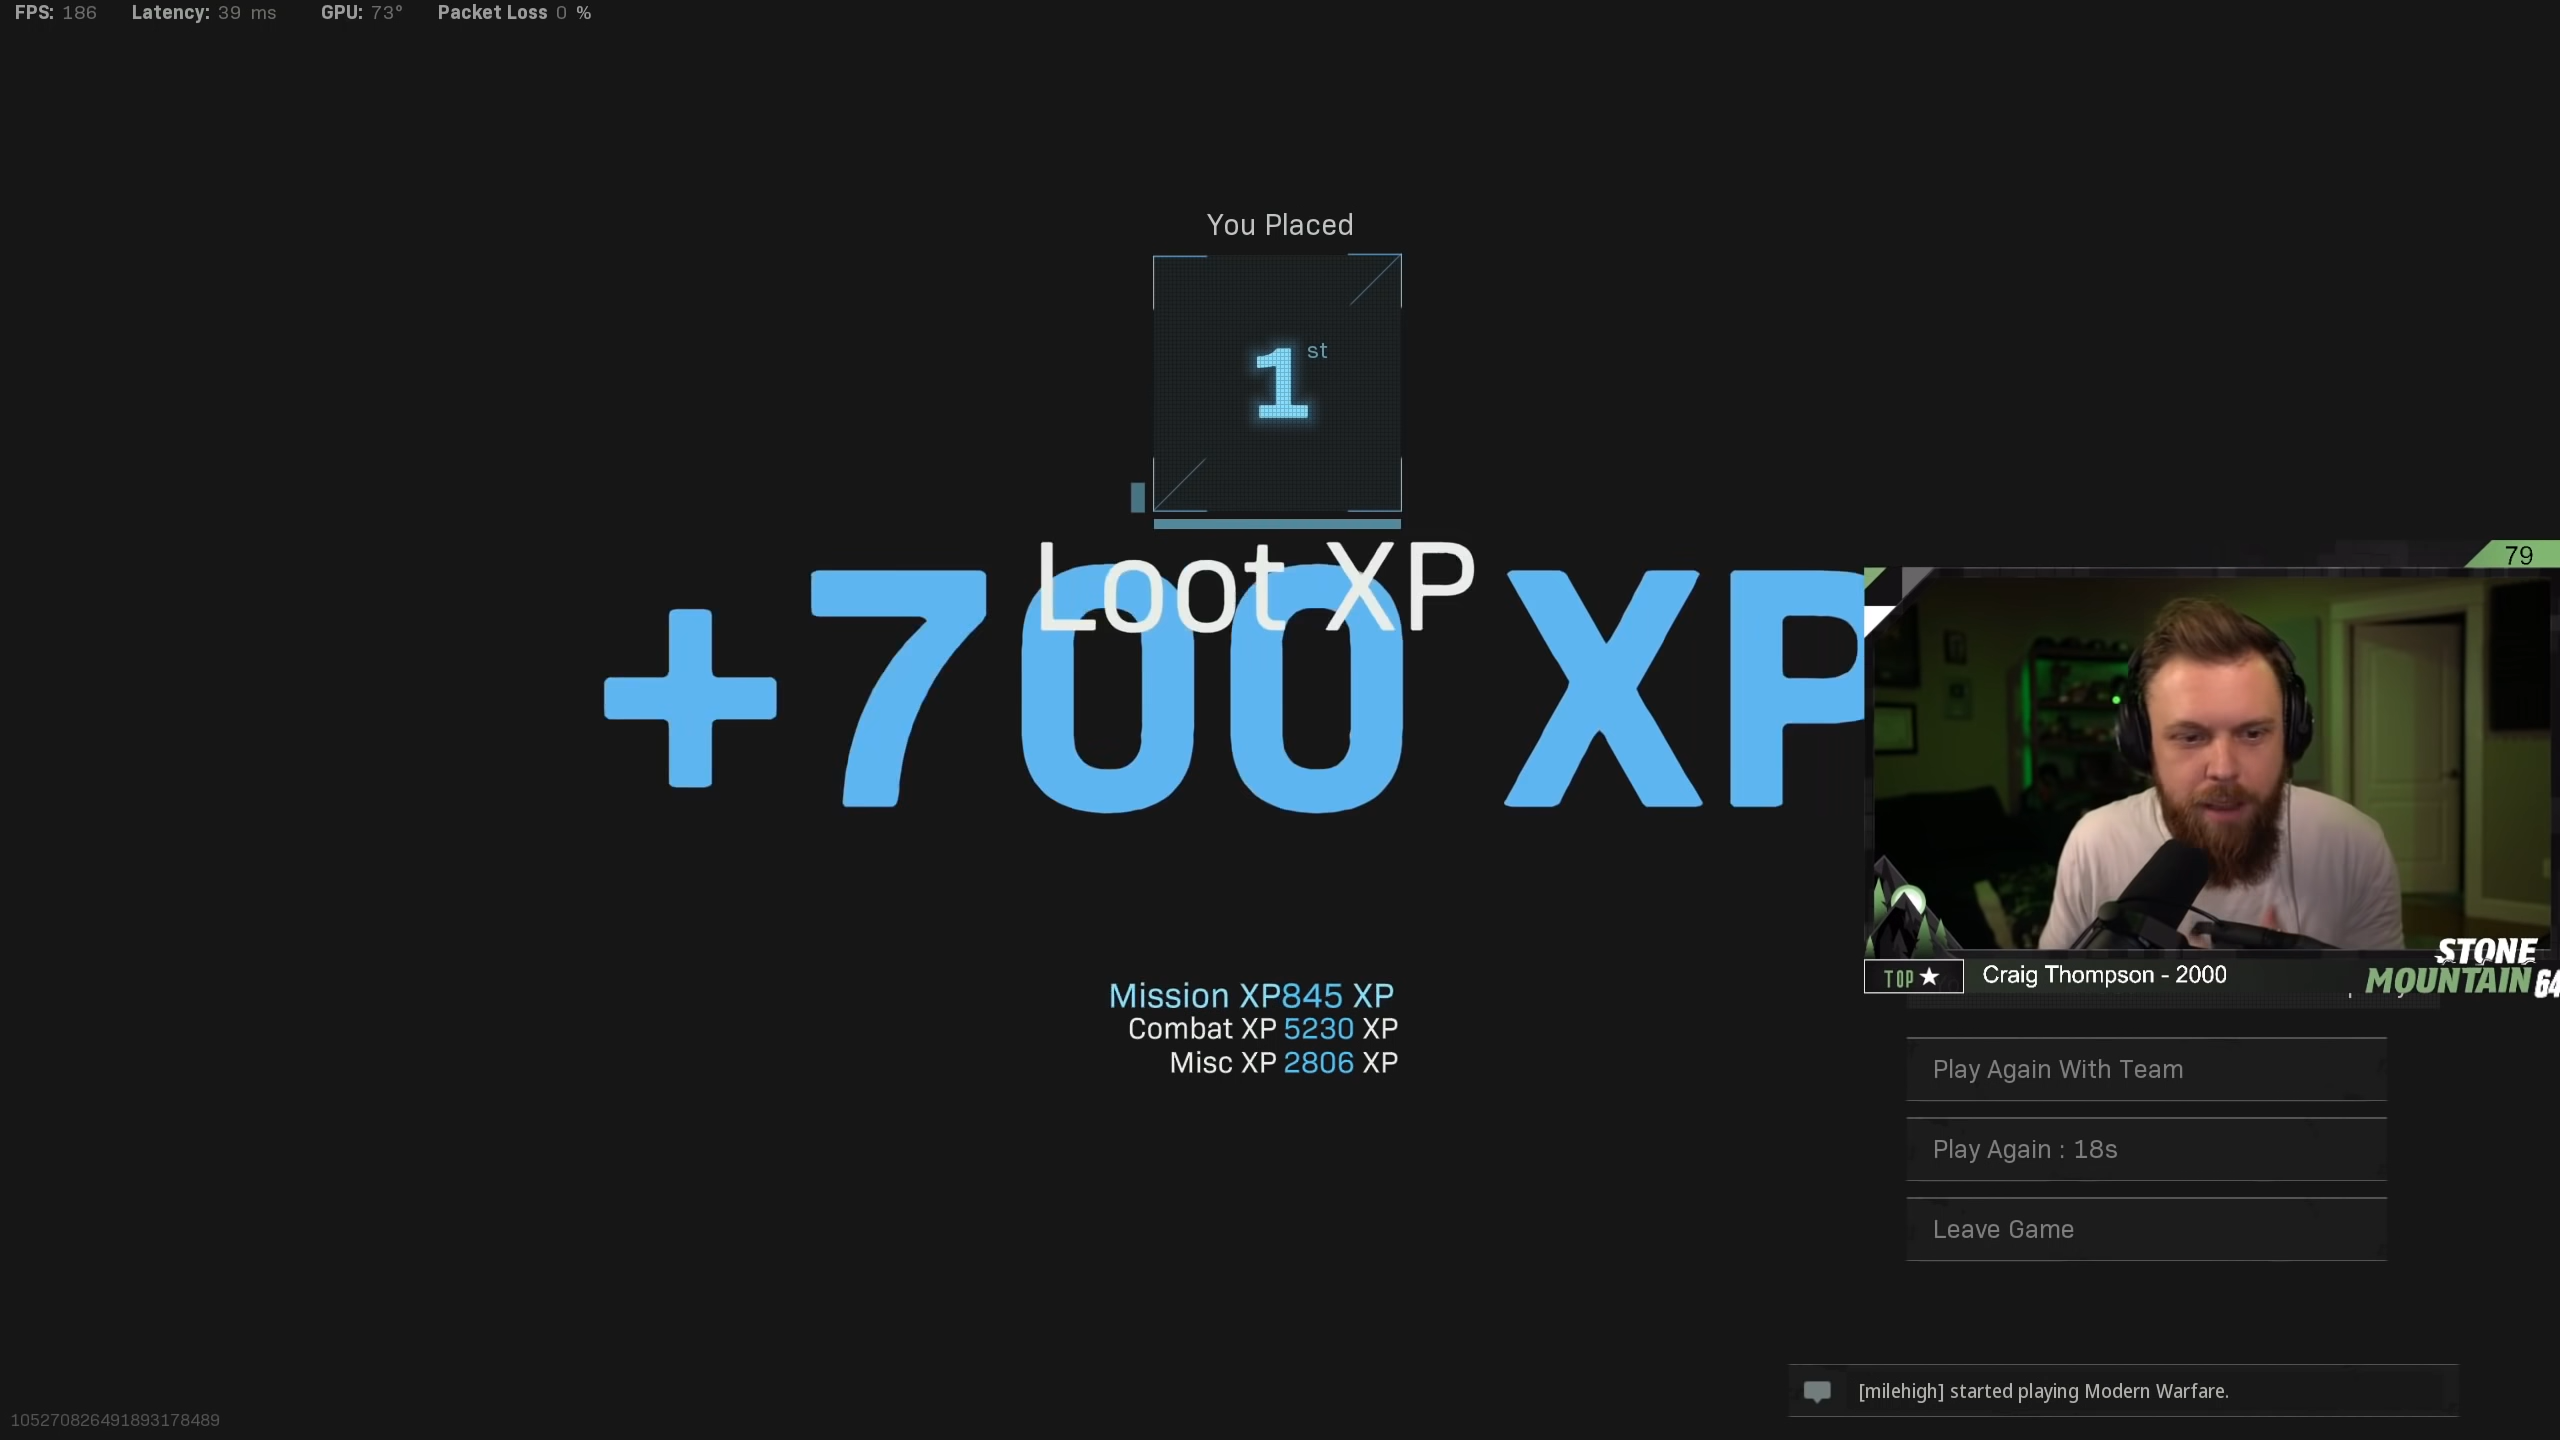 FPS: 186 Latency: 39 ms GPU: 73° Packet Loss 0 %
You Placed
1st
Loot XP
+700 XP
79
STONE
MOUNTAIN 64
TOP ★ Craig Thompson - 2000
Mission XP845 XP
Combat XP 5230 XP
Misc XP 2806 XP
Play Again With Team
Play Again : 18s
Leave Game
[milehigh] started playing Modern Warfare.
105270826491893178489